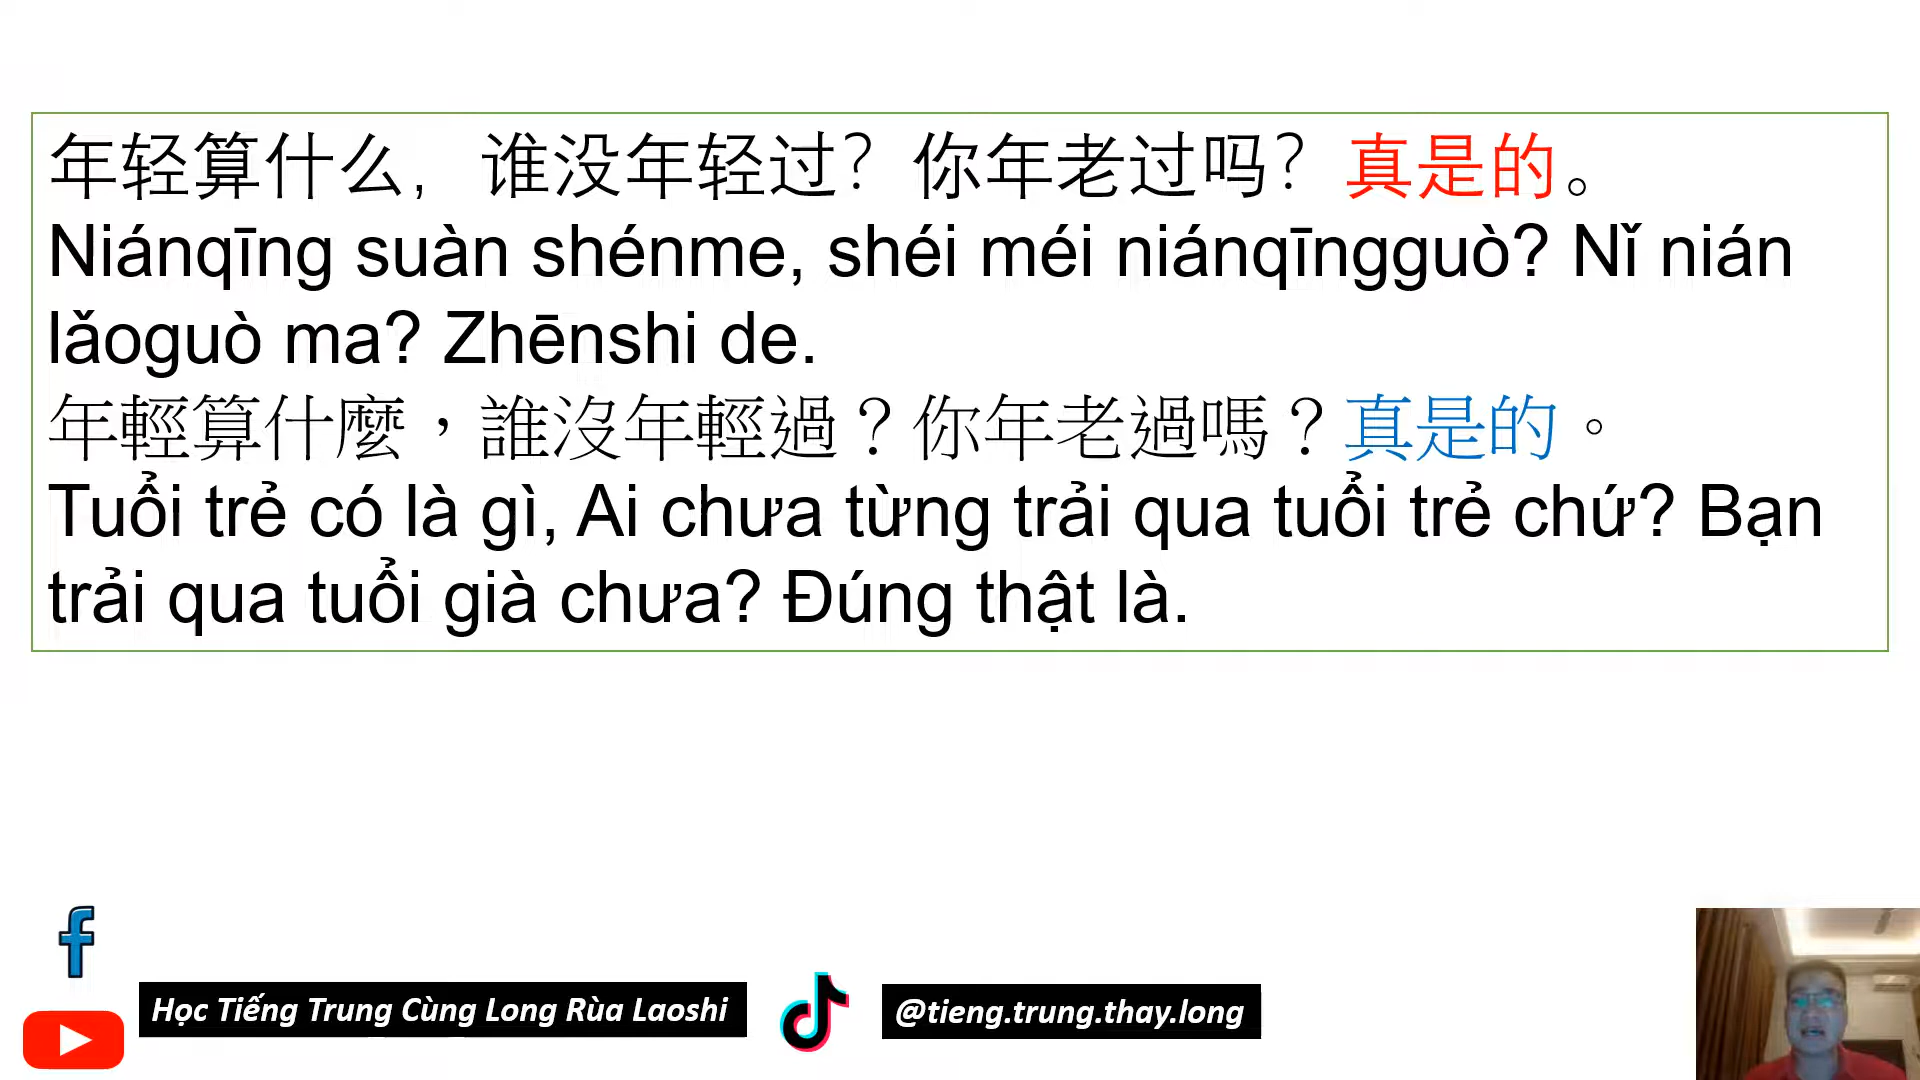 年轻算什么，谁没年轻过？你年老过吗？真是的。
Niánqīng suàn shénme, shéi méi niánqīngguò? Nǐ nián
lǎoguò ma? Zhēnshi de.
年輕算什麼，誰沒年輕過？你年老過嗎？真是的。
Tuổi trẻ có là gì, Ai chưa từng trải qua tuổi trẻ chứ? Bạn
trải qua tuổi già chưa? Đúng thật là.
Học Tiếng Trung Cùng Long Rùa Laoshi
@tieng.trung.thay.long